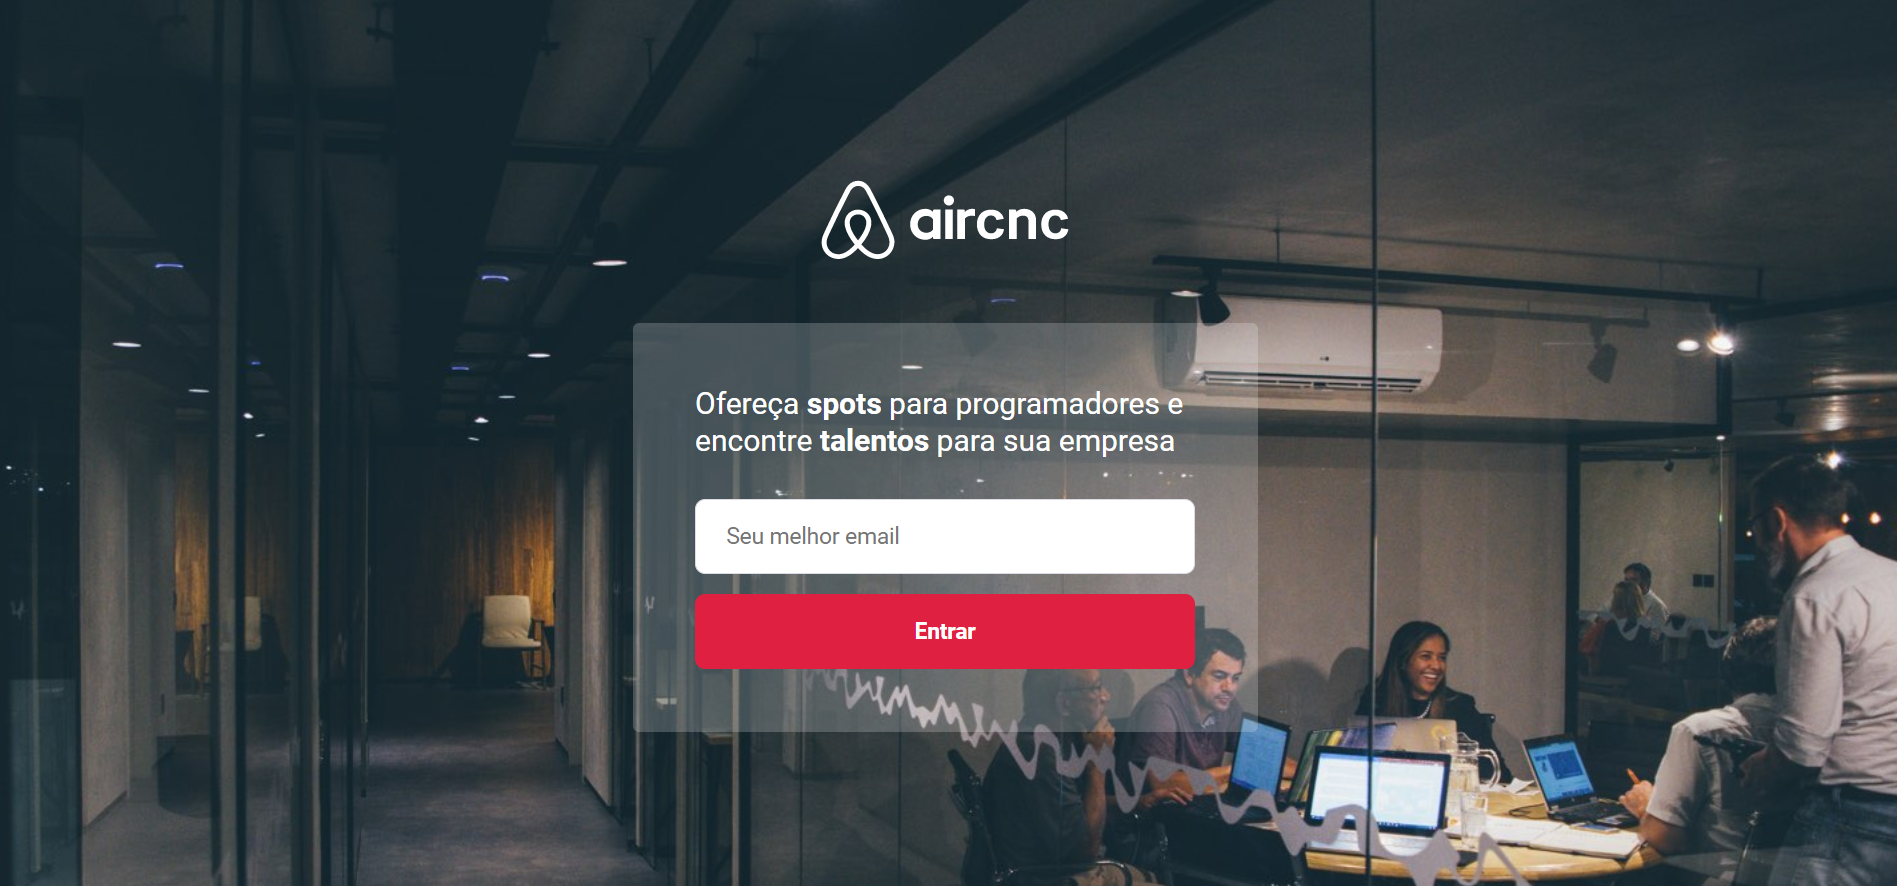 aircnc
Ofereça spots para programadores e
encontre talentos para sua empresa
Seu melhor email
Entrar